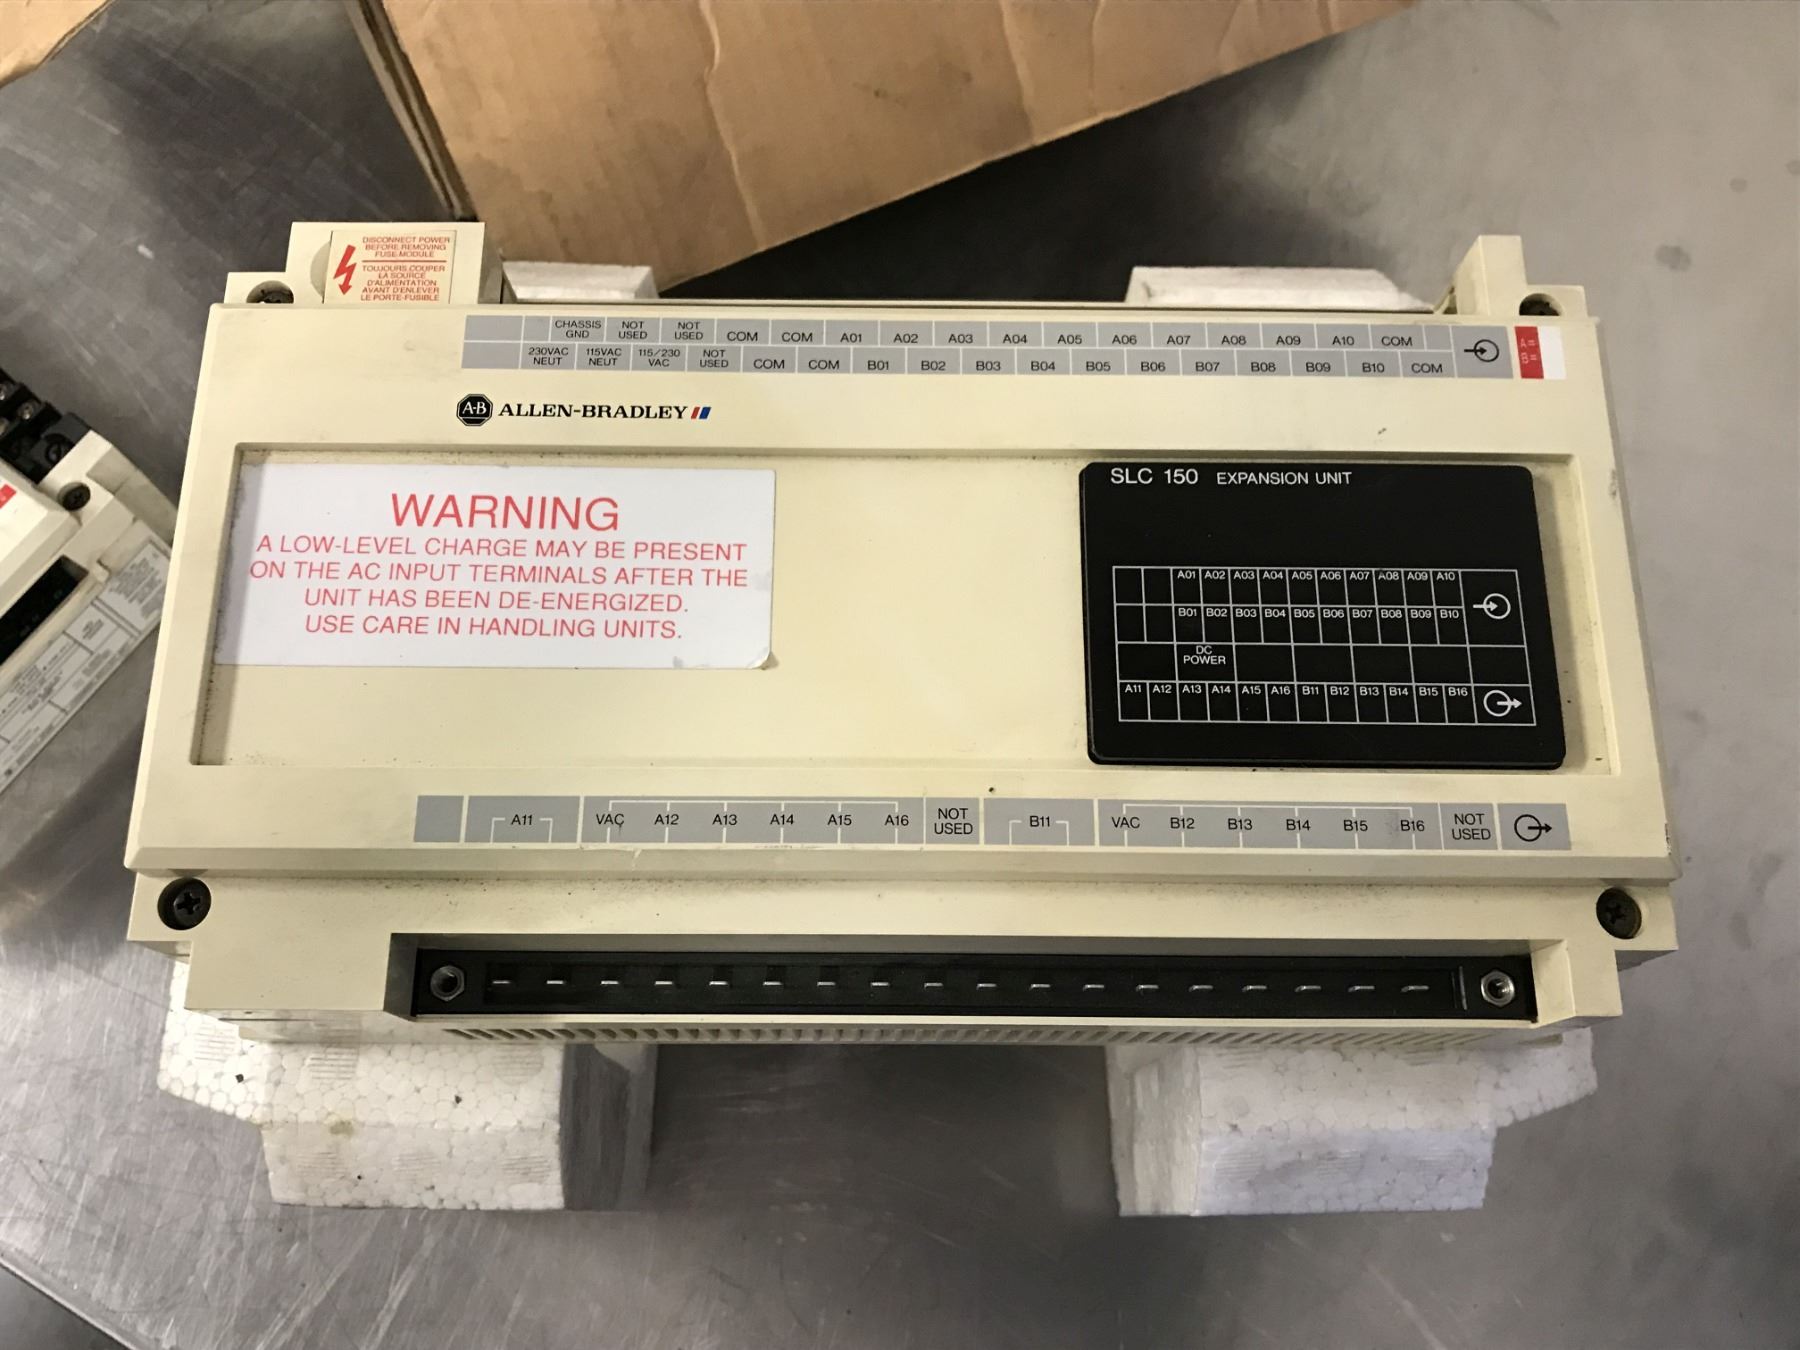 DISCONNECT POWER
BEFORE REMOVING
FUSE MODULE
TOUJOURS COUPER
LA SOURCE
D'ALIMENTATION
AVANT D'ENLEVER
LE PORTE-FUSIBLE
CHASSIS GND NOT USED NOT USED COM COM A01 A02 A03 A04 A05 A06 A07 A08 A09 A10 COM
230VAC NEUT 115VAC NEUT 115/230 VAC NOT USED COM COM B01 B02 B03 B04 B05 B06 B07 B08 B09 B10 COM
A-B ALLEN-BRADLEY
WARNING
A LOW-LEVEL CHARGE MAY BE PRESENT
ON THE AC INPUT TERMINALS AFTER THE
UNIT HAS BEEN DE-ENERGIZED.
USE CARE IN HANDLING UNITS.
SLC 150 EXPANSION UNIT
A01 A02 A03 A04 A05 A06 A07 A08 A09 A10
B01 B02 B03 B04 B05 B06 B07 B08 B09 B10
DC
POWER
A11 A12 A13 A14 A15 A16 B11 B12 B13 B14 B15 B16
A11 VAC A12 A13 A14 A15 A16 NOT USED B11 VAC B12 B13 B14 B15 B16 NOT USED